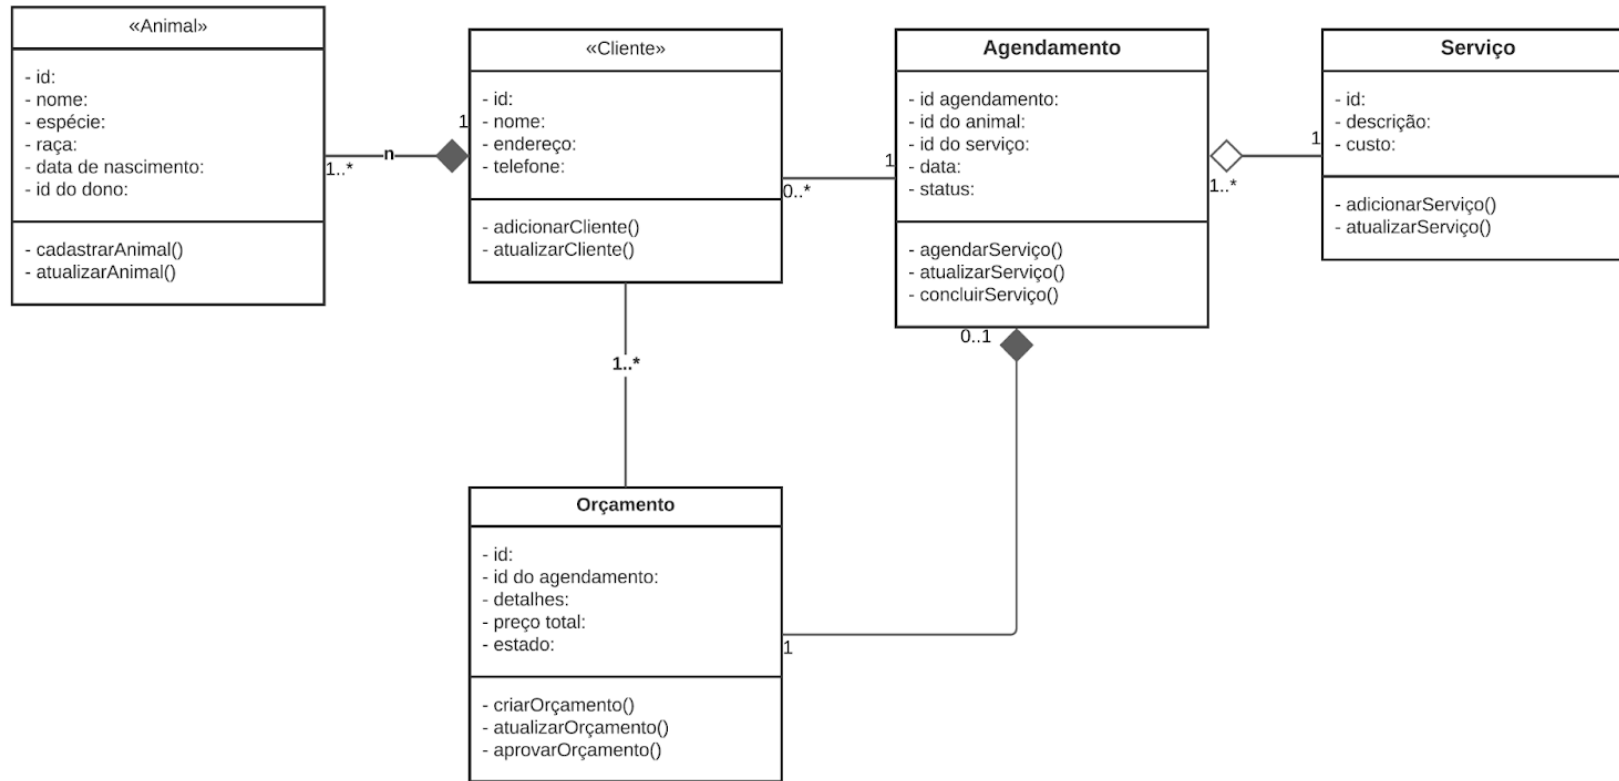 «Animal»
- id:
- nome:
- espécie:
- raça:
- data de nascimento:
- id do dono:
- cadastrarAnimal()
- atualizarAnimal()
1..*
n
1
«Cliente»
- id:
- nome:
- endereço:
- telefone:
- adicionarCliente()
- atualizarCliente()
0..*
1
Agendamento
- id agendamento:
- id do animal:
- id do serviço:
- data:
- status:
- agendarServiço()
- atualizarServiço()
- concluirServiço()
1..*
1
Serviço
- id:
- descrição:
- custo:
- adicionarServiço()
- atualizarServiço()
0..1
1..*
Orçamento
- id:
- id do agendamento:
- detalhes:
- preço total:
- estado:
- criarOrçamento()
- atualizarOrçamento()
- aprovarOrçamento()
1